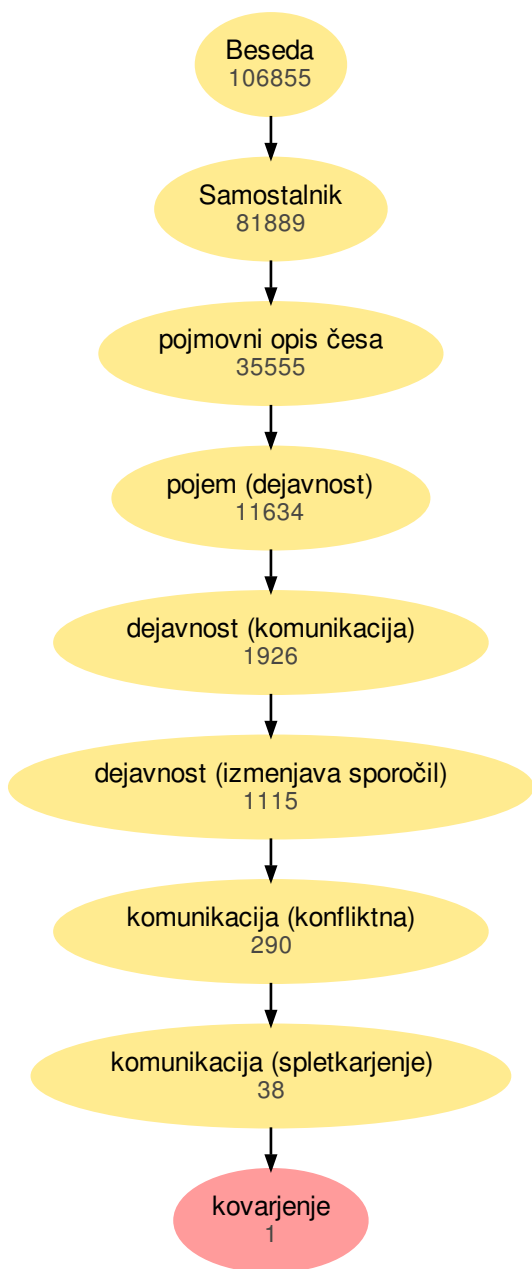 Beseda
106855
Samostalnik
81889
pojmovni opis česa
35555
pojem (dejavnost)
11634
dejavnost (komunikacija)
1926
dejavnost (izmenjava sporočil)
1115
komunikacija (konfliktna)
290
komunikacija (spletkarjenje)
38
kovarjenje
1